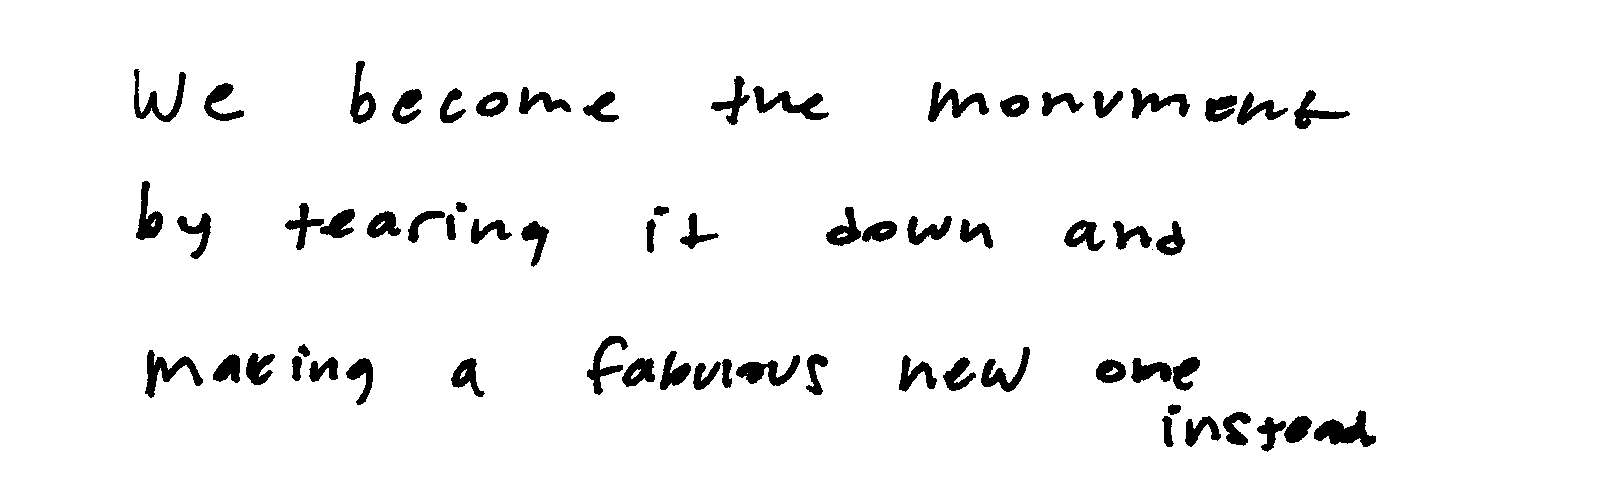 We become the monument
by tearing it down and
making a fabulous new one
instead